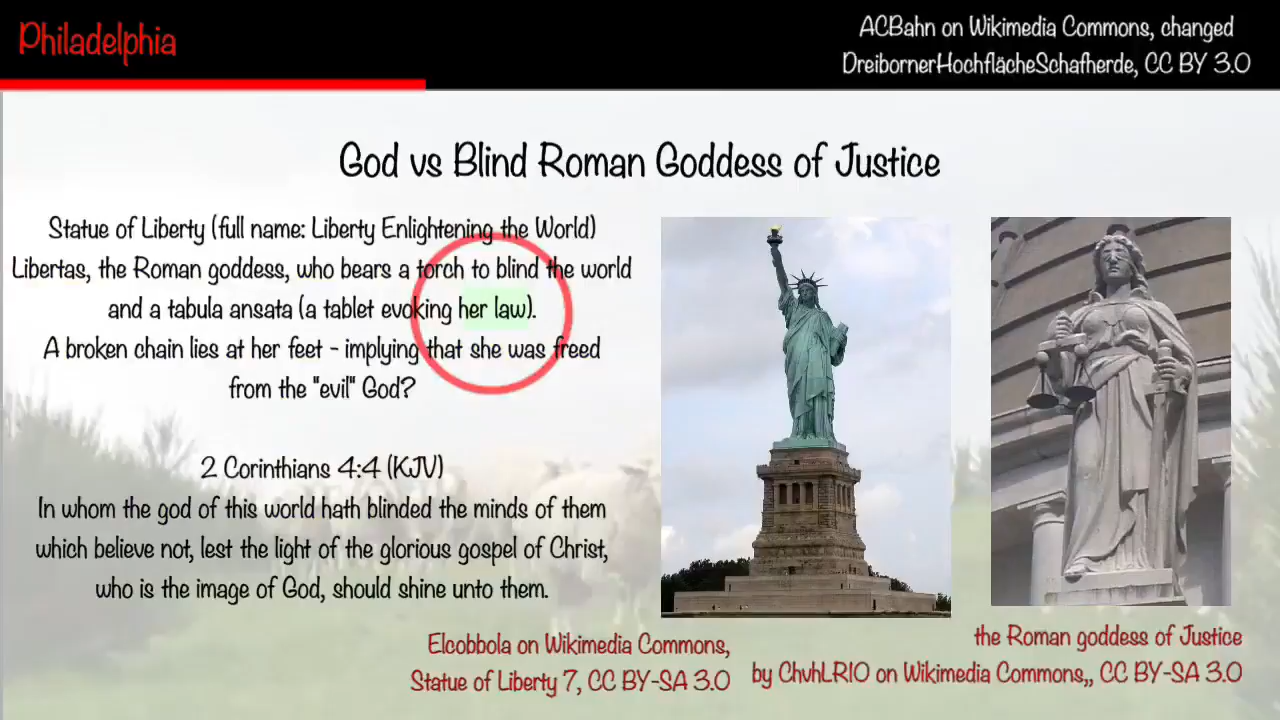 Philadelphia
ACBahn on Wikimedia Commons, changed
DreibornerHochflächeSchafherde, CC BY 3.0
God vs Blind Roman Goddess of Justice
Statue of Liberty (full name: Liberty Enlightening the World)
Libertas, the Roman goddess, who bears a torch to blind the world
and a tabula ansata (a tablet evoking her law).
A broken chain lies at her feet - implying that she was freed
from the "evil" God?
2 Corinthians 4:4 (KJV)
In whom the god of this world hath blinded the minds of them
which believe not, lest the light of the glorious gospel of Christ,
who is the image of God, should shine unto them.
Elcobbola on Wikimedia Commons,
Statue of Liberty 7, CC BY-SA 3.0
the Roman goddess of Justice
by ChvhLR10 on Wikimedia Commons,, CC BY-SA 3.0